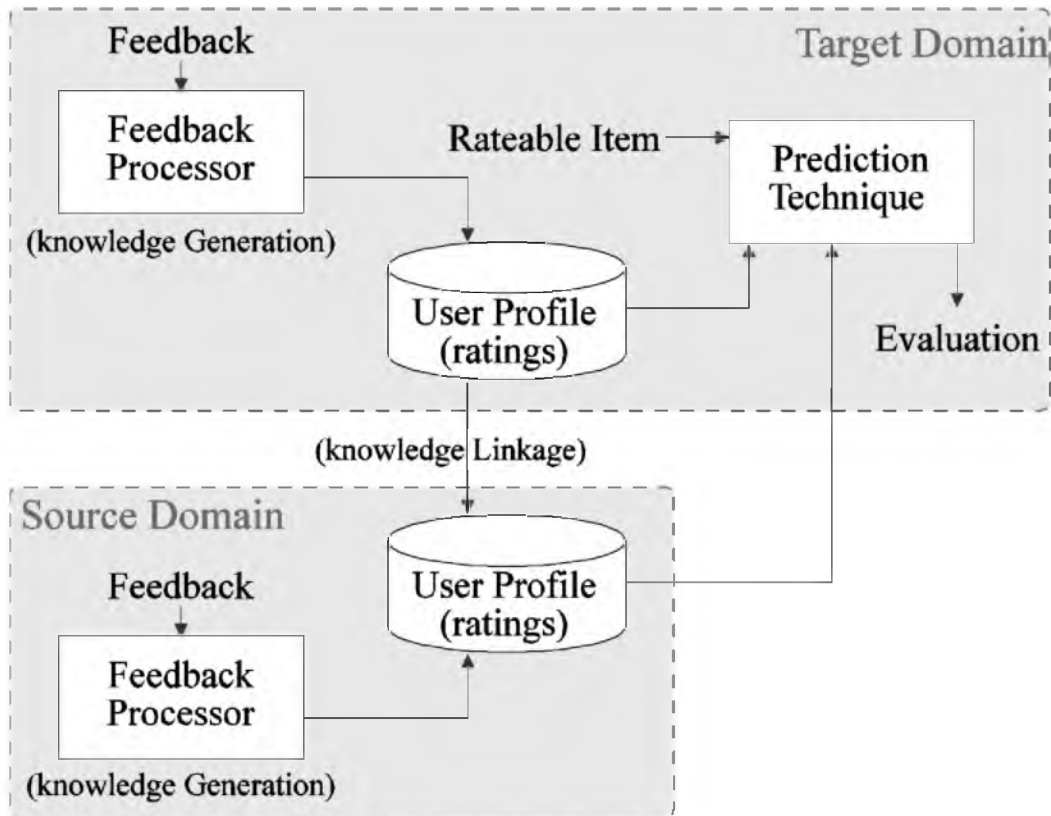 Feedback
Target Domain
Feedback
Processor
Rateable Item
Prediction
Technique
(knowledge Generation)
User Profile
(ratings)
Evaluation
(knowledge Linkage)
Source Domain
User Profile
(ratings)
Feedback
Feedback
Processor
(knowledge Generation)